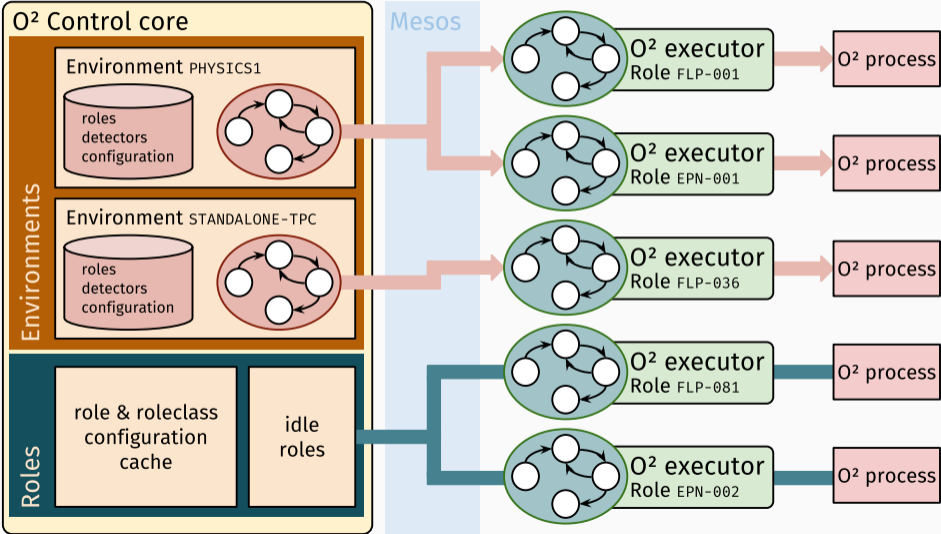 O² Control core
Mesos
Environments
Environment PHYSICS1
roles
detectors
configuration
Environment STANDALONE-TPC
roles
detectors
configuration
Roles
role & roleclass
configuration
cache
idle
roles
O² executor
Role FLP-001
O² process
O² executor
Role EPN-001
O² process
O² executor
Role FLP-036
O² process
O² executor
Role FLP-081
O² process
O² executor
Role EPN-002
O² process